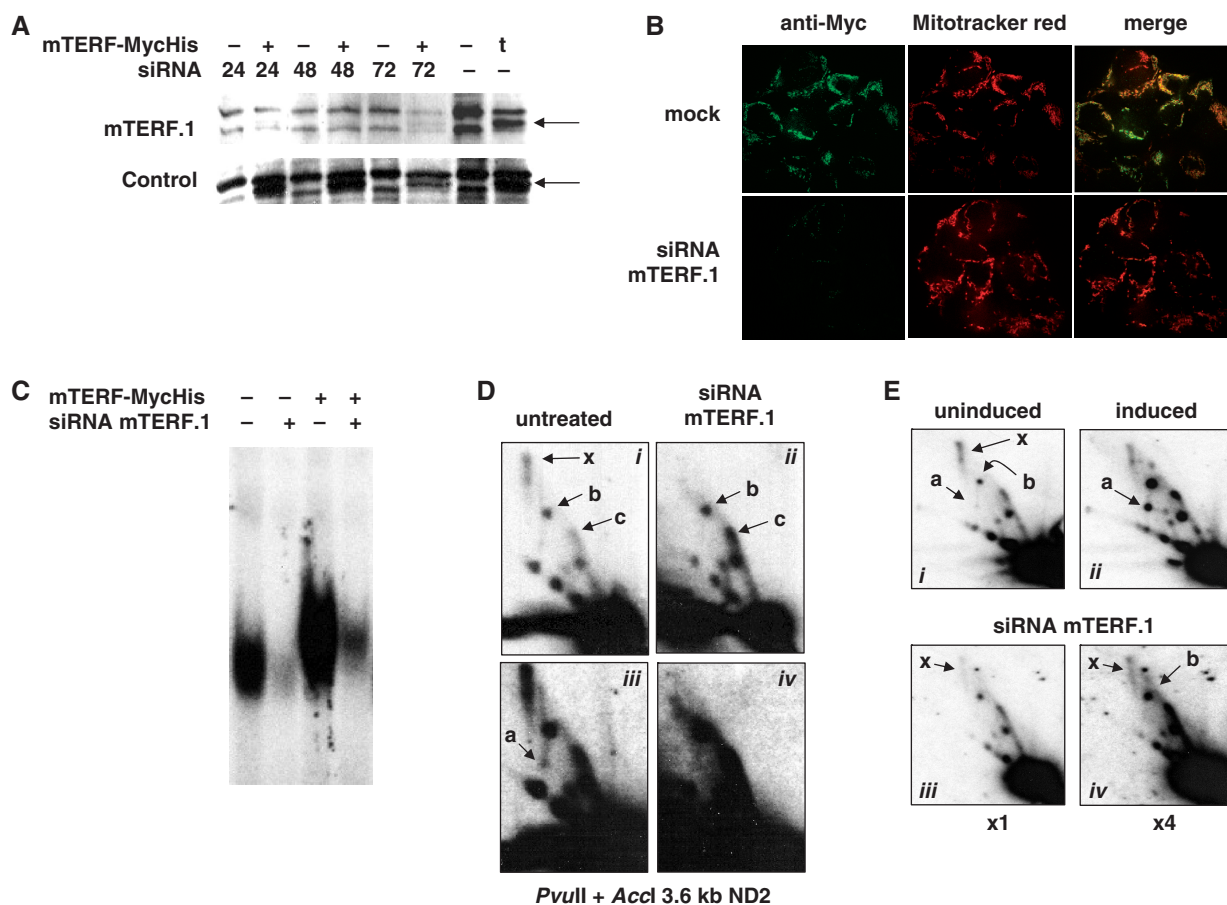 A
mTERF-MycHis – + – + – + – t
siRNA 24 24 48 48 72 72 – –
mTERF.1
Control
B
anti-Myc Mitotracker red merge
mock
siRNA
mTERF.1
C
mTERF-MycHis – – + +
siRNA mTERF.1 – + – +
D
untreated
siRNA
mTERF.1
i
x
b
c
ii
b
c
iii
a
iv
PvuII + AccI 3.6 kb ND2
E
uninduced induced
x
a
b
i
a
ii
siRNA mTERF.1
x
iii
x
b
iv
x1 x4